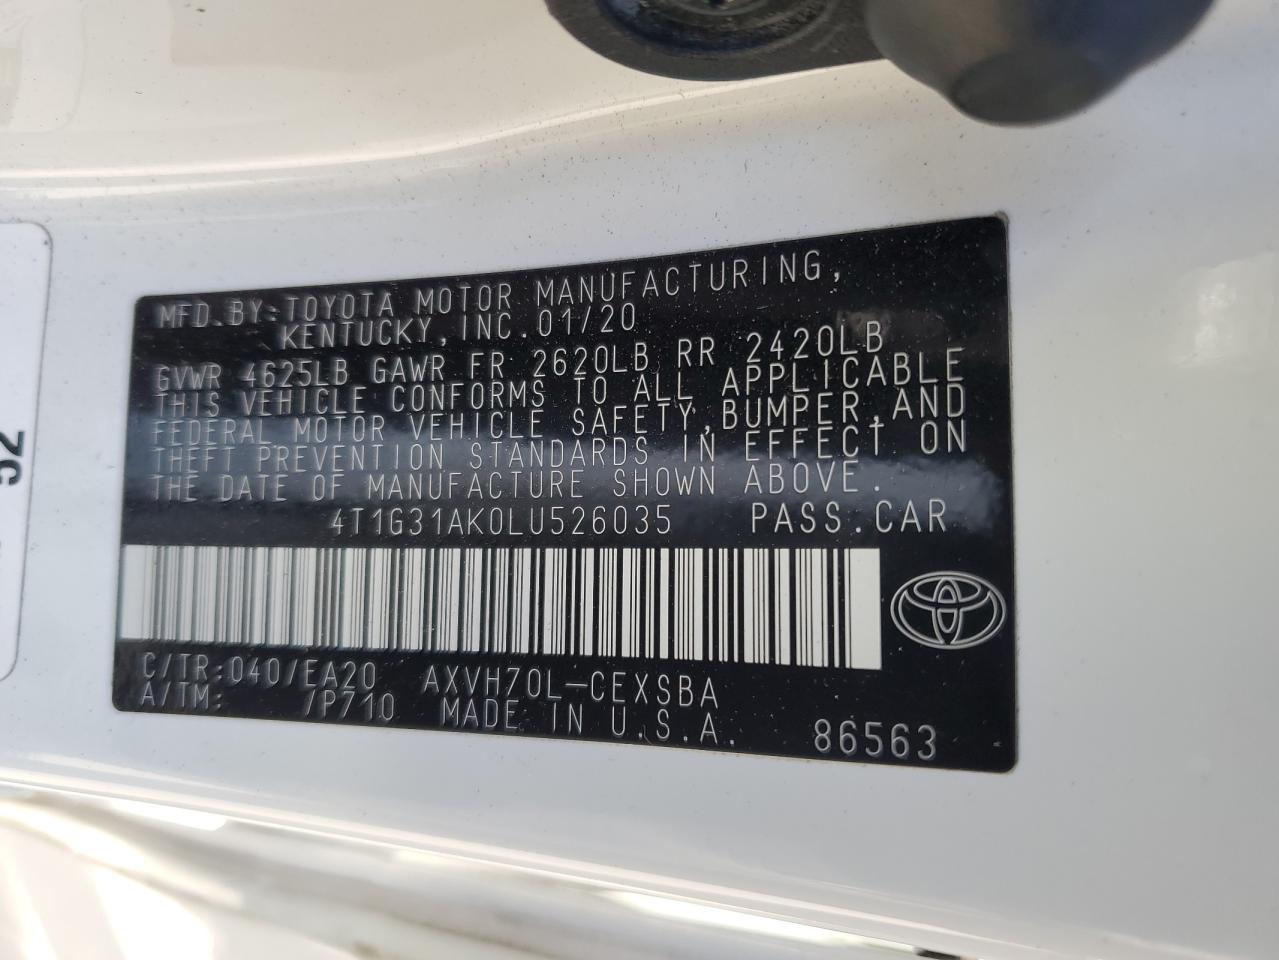 MFD. BY: TOYOTA MOTOR MANUFACTURING,
KENTUCKY, INC. 01/20
GVWR 4625LB GAWR FR 2620LB RR 2420LB
THIS VEHICLE CONFORMS TO ALL APPLICABLE
FEDERAL MOTOR VEHICLE SAFETY, BUMPER, AND
THEFT PREVENTION STANDARDS IN EFFECT ON
THE DATE OF MANUFACTURE SHOWN ABOVE.
4T1G31AK0LU526035 PASS. CAR
C/TR: 040/EA20 AXVH70L-CEXSBA
A/TM: /P710 MADE IN U.S.A. 86563
52